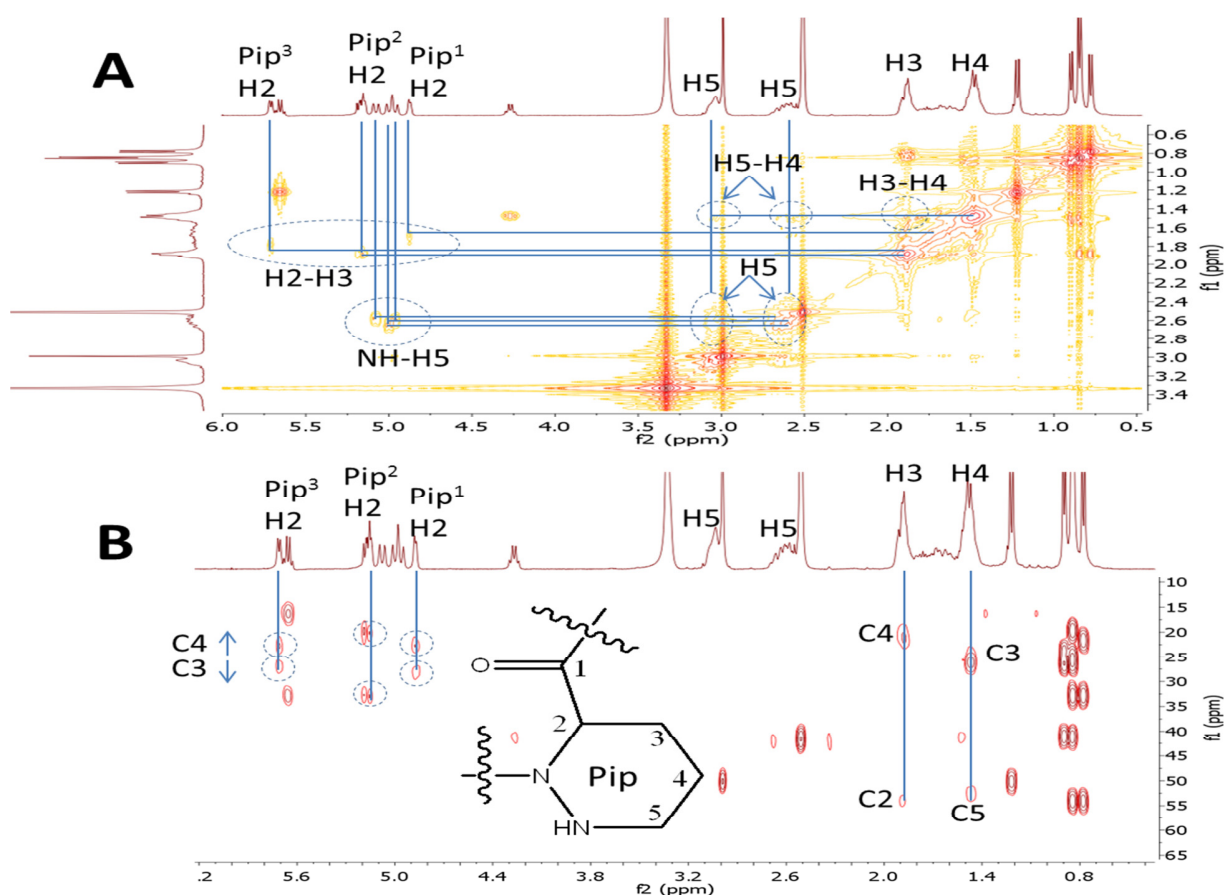 A
Pip³ H2
Pip² H2
Pip¹ H2
H5
H5
H3
H4
H5-H4
H3-H4
H2-H3
H5
NH-H5
0.6
0.8
1.0
1.2
1.4
1.6
1.8
2.0
2.2
2.4
2.6
2.8
3.0
3.2
3.4
f1 (ppm)
6.0 5.5 5.0 4.5 4.0 3.5 3.0 2.5 2.0 1.5 1.0 0.5
f2 (ppm)
B
Pip³ H2
Pip² H2
Pip¹ H2
H5
H5
H3
H4
C4
C3
C4
C3
C2
C5
O
1
2
3
4
5
N
HN
Pip
10
15
20
25
30
35
40
45
50
55
60
65
f1 (ppm)
.2 5.6 5.0 4.4 3.8 3.2 2.6 2.0 1.4 0.8
f2 (ppm)